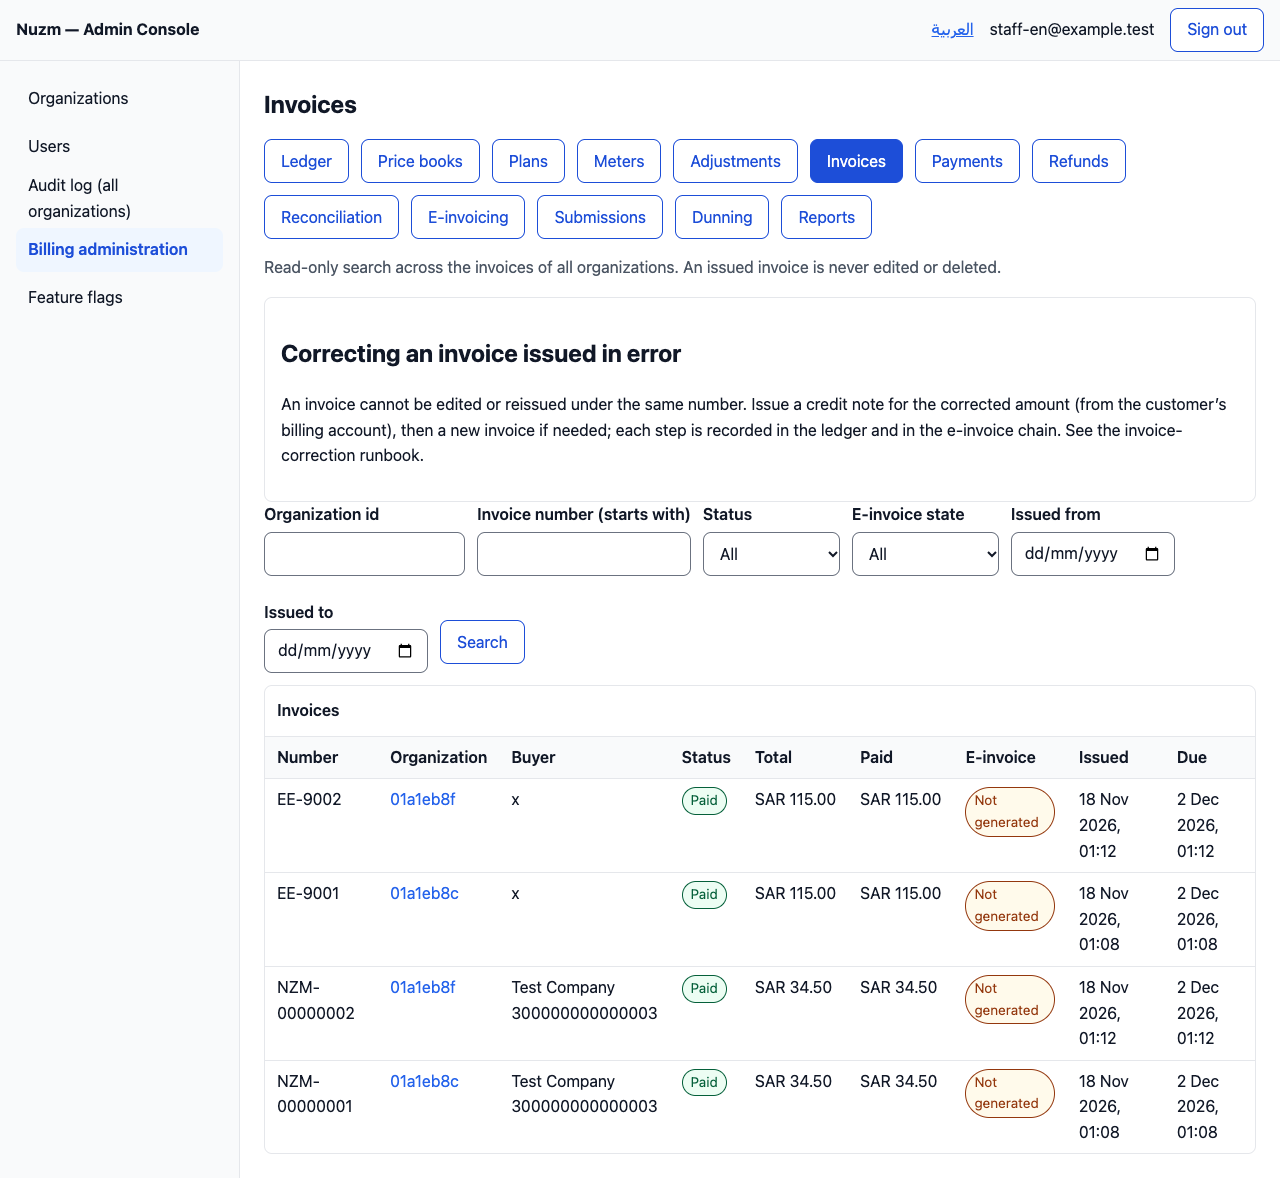 Nuzm — Admin Console
العربية
staff-en@example.test
Sign out
Organizations
Users
Audit log (all
organizations)
Billing administration
Feature flags
Invoices
Ledger
Price books
Plans
Meters
Adjustments
Invoices
Payments
Refunds
Reconciliation
E-invoicing
Submissions
Dunning
Reports
Read-only search across the invoices of all organizations. An issued invoice is never edited or deleted.
Correcting an invoice issued in error
An invoice cannot be edited or reissued under the same number. Issue a credit note for the corrected amount (from the customer’s
billing account), then a new invoice if needed; each step is recorded in the ledger and in the e-invoice chain. See the invoice-
correction runbook.
Organization id
Invoice number (starts with)
Status
E-invoice state
Issued from
All
All
dd/mm/yyyy
Issued to
dd/mm/yyyy
Search
Invoices
Number Organization Buyer Status Total Paid E-invoice Issued Due
EE-9002 01a1eb8f x Paid SAR 115.00 SAR 115.00 Not 18 Nov 2 Dec
generated 2026, 2026,
01:12 01:12
EE-9001 01a1eb8c x Paid SAR 115.00 SAR 115.00 Not 18 Nov 2 Dec
generated 2026, 2026,
01:08 01:08
NZM- 01a1eb8f Test Company Paid SAR 34.50 SAR 34.50 Not 18 Nov 2 Dec
00000002 300000000000003 generated 2026, 2026,
01:12 01:12
NZM- 01a1eb8c Test Company Paid SAR 34.50 SAR 34.50 Not 18 Nov 2 Dec
00000001 300000000000003 generated 2026, 2026,
01:08 01:08